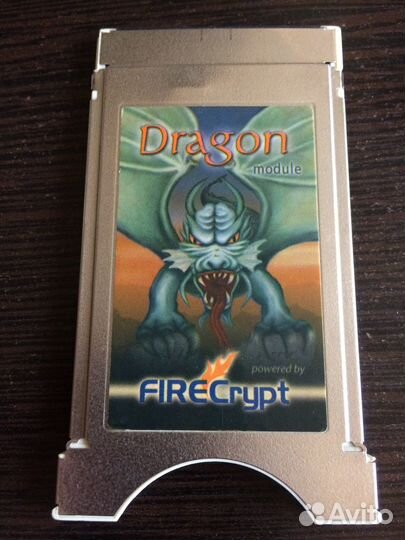 Dragon
module
powered by
FIRECrypt
Avito